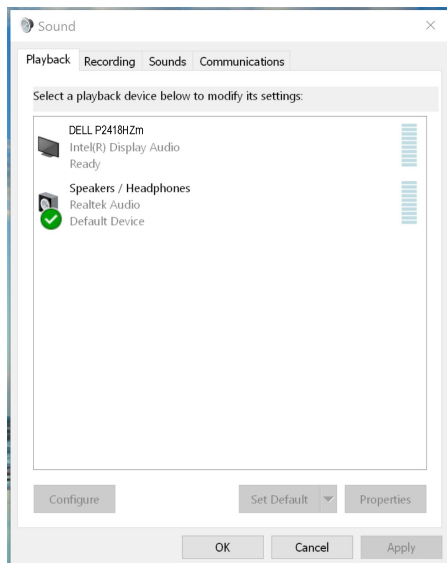 Sound
Playback Recording Sounds Communications
Select a playback device below to modify its settings:
DELL P2418HZm
Intel(R) Display Audio
Ready
Speakers / Headphones
Realtek Audio
Default Device
Configure Set Default Properties
OK Cancel Apply